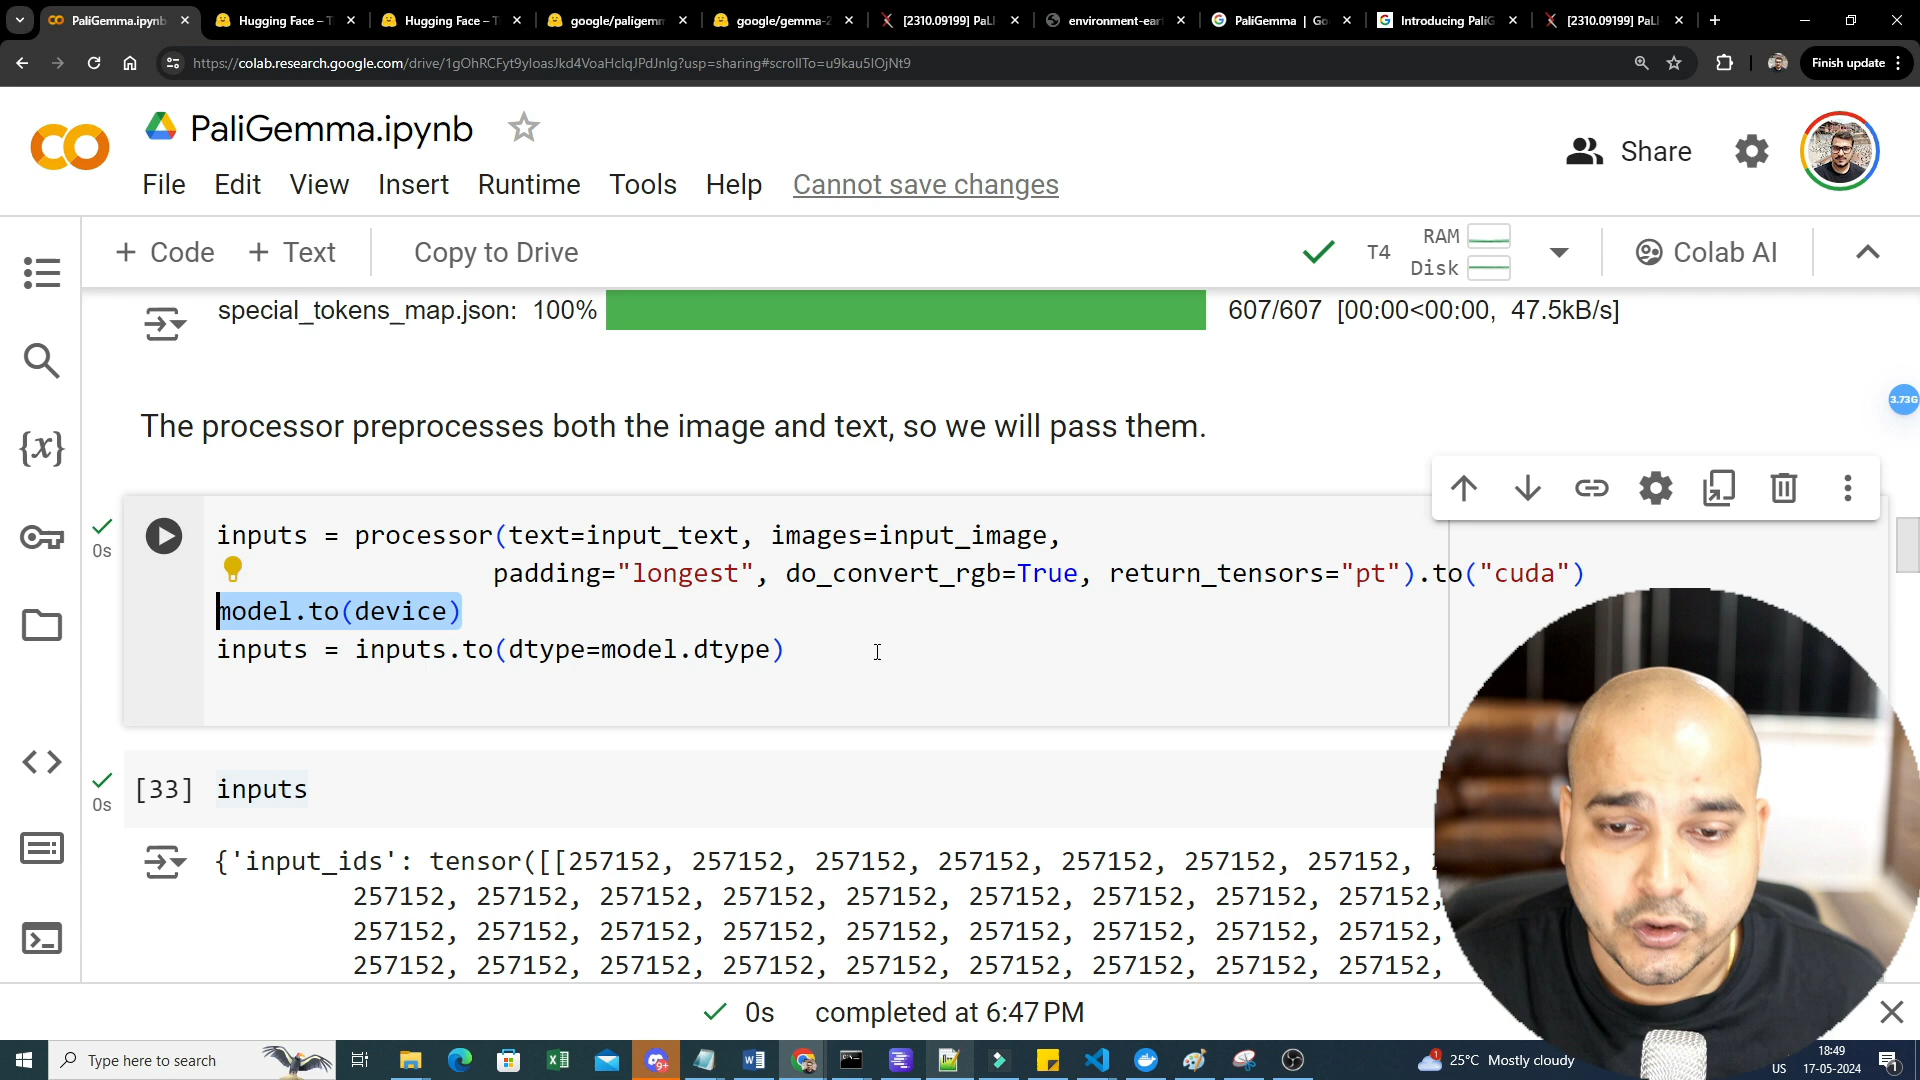 PaliGemma.ipynb
Hugging Face – T
Hugging Face – T
google/paligemm
google/gemma-2
[2310.09199] PaLI
environment-ear
PaliGemma | Go
Introducing PaliG
[2310.09199] PaLI
https://colab.research.google.com/drive/1gOhRCFyt9yIoasJkd4VoaHcIqJPdJnIg?usp=sharing#scrollTo=u9kau5IOjNt9
Finish update
PaliGemma.ipynb
Share
File Edit View Insert Runtime Tools Help Cannot save changes
+ Code + Text Copy to Drive
T4
RAM
Disk
Colab AI
special_tokens_map.json: 100% 607/607 [00:00<00:00, 47.5kB/s]
3.73G
The processor preprocesses both the image and text, so we will pass them.
inputs = processor(text=input_text, images=input_image,
padding="longest", do_convert_rgb=True, return_tensors="pt").to("cuda")
model.to(device)
inputs = inputs.to(dtype=model.dtype)
0s
{x}
[33] inputs
0s
{'input_ids': tensor([[257152, 257152, 257152, 257152, 257152, 257152, 257152,
257152, 257152, 257152, 257152, 257152, 257152, 257152, 257152, 257152,
257152, 257152, 257152, 257152, 257152, 257152, 257152, 257152, 257152,
257152, 257152, 257152, 257152, 257152, 257152, 257152, 257152, 257152,
0s completed at 6:47 PM
Type here to search
9+
1
25°C Mostly cloudy
US
18:49
17-05-2024
1